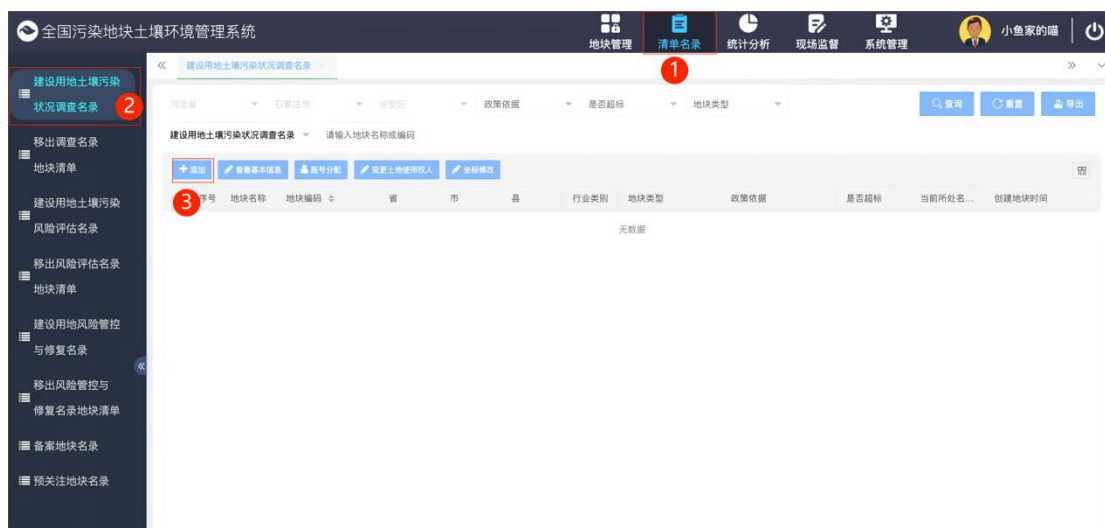 全国污染地块土壤环境管理系统
地块管理 清单名录 统计分析 现场监督 系统管理 小鱼家的喵
1
建设用地土壤污染状况调查名录
建设用地土壤污染
状况调查名录
2
移出调查名录
地块清单
建设用地土壤污染
风险评估名录
移出风险评估名录
地块清单
建设用地风险管控
与修复名录
移出风险管控与
修复名录地块清单
备案地块名录
预关注地块名录
河北省 石家庄市 长安区 政策依据 是否超标 地块类型 查询 重置 导出
建设用地土壤污染状况调查名录 请输入地块名称或编码
添加 查看基本信息 账号分配 变更土地使用权人 坐标修改
3
序号 地块名称 地块编码 省 市 县 行业类别 地块类型 政策依据 是否超标 当前所处名... 创建地块时间
无数据